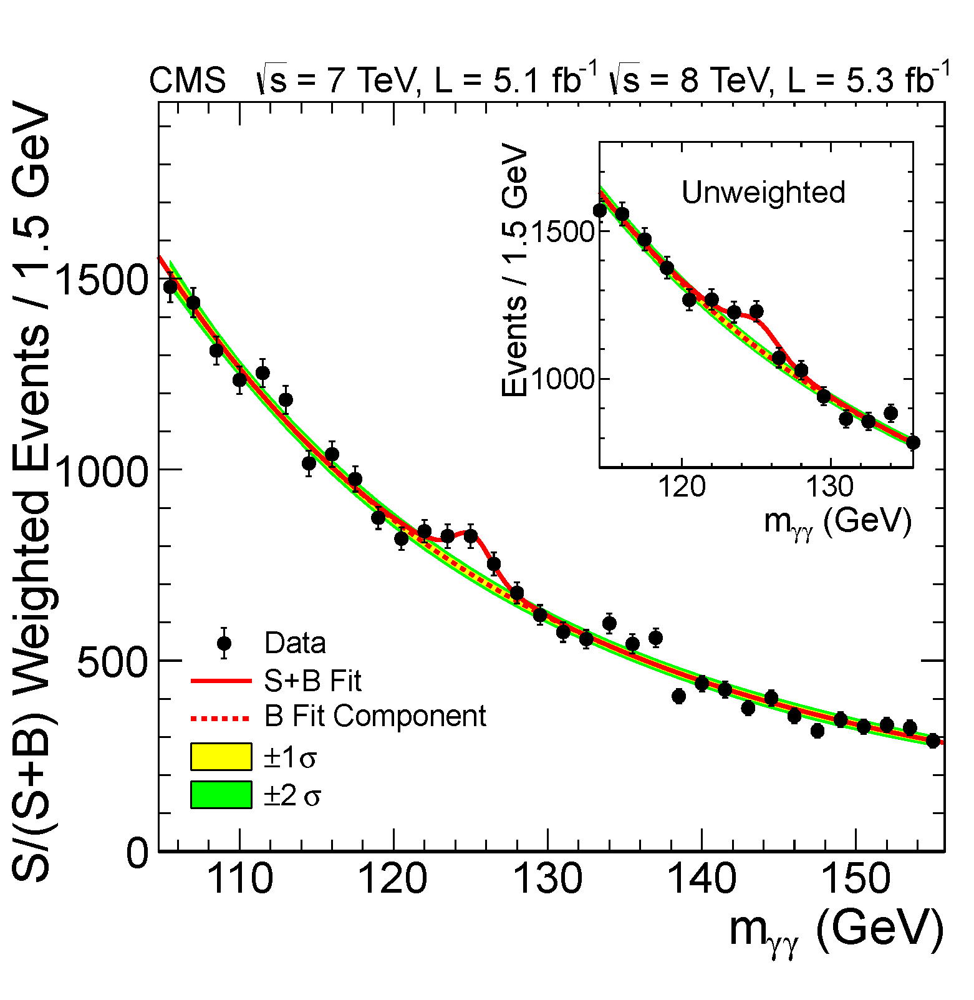 CMS √s = 7 TeV, L = 5.1 fb⁻¹ √s = 8 TeV, L = 5.3 fb⁻¹
S/(S+B) Weighted Events / 1.5 GeV
1500
1000
500
0
Events / 1.5 GeV
Unweighted
1500
1000
120 130
mγγ (GeV)
Data
S+B Fit
B Fit Component
±1σ
±2σ
110 120 130 140 150
mγγ (GeV)